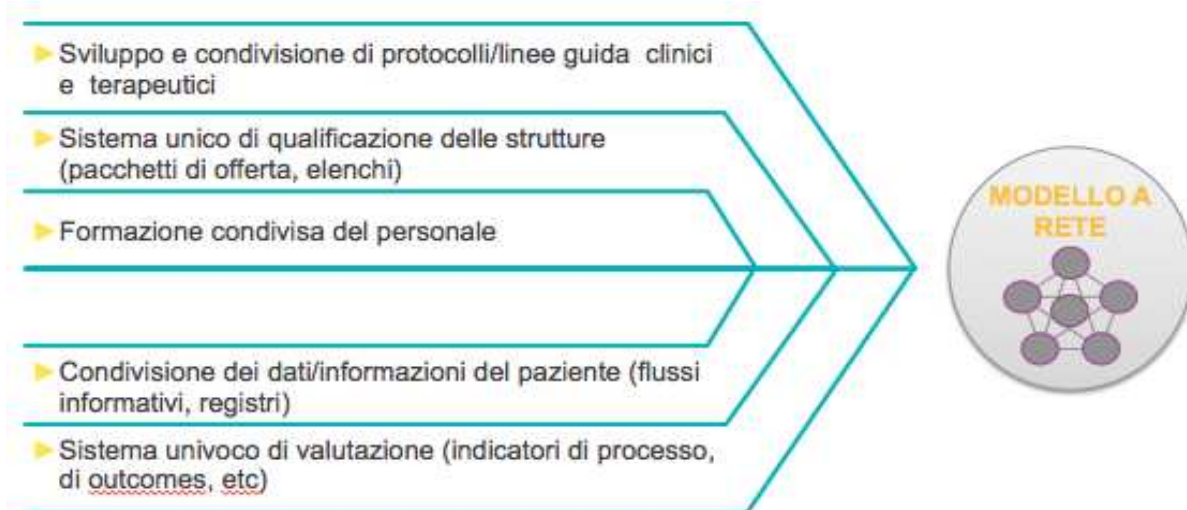 Sviluppo e condivisione di protocolli/linee guida clinici
e terapeutici
Sistema unico di qualificazione delle strutture
(pacchetti di offerta, elenchi)
Formazione condivisa del personale
Condivisione dei dati/informazioni del paziente (flussi
informativi, registri)
Sistema univoco di valutazione (indicatori di processo,
di outcomes, etc)
MODELLO A
RETE